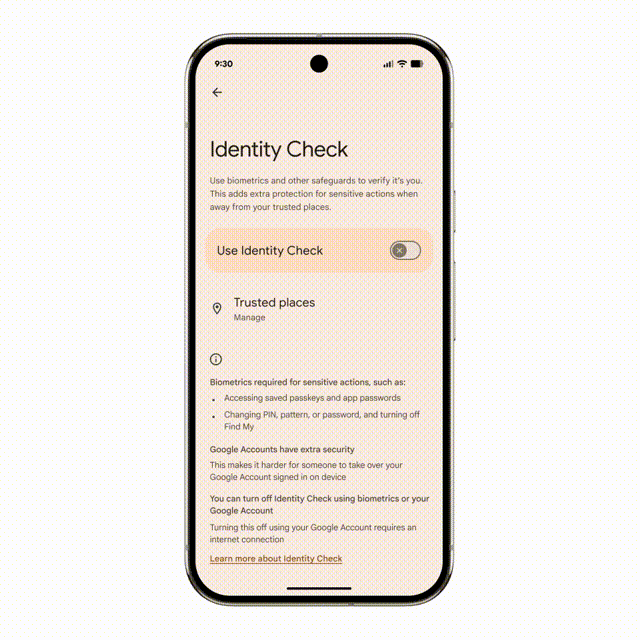 9:30
Identity Check
Use biometrics and other safeguards to verify it's you.
This adds extra protection for sensitive actions when
away from your trusted places.
Use Identity Check
Trusted places
Manage
Biometrics required for sensitive actions, such as:
• Accessing saved passkeys and app passwords
• Changing PIN, pattern, or password, and turning off
Find My
Google Accounts have extra security
This makes it harder for someone to take over your
Google Account signed in on device
You can turn off Identity Check using biometrics or your
Google Account
Turning this off using your Google Account requires an
internet connection
Learn more about Identity Check